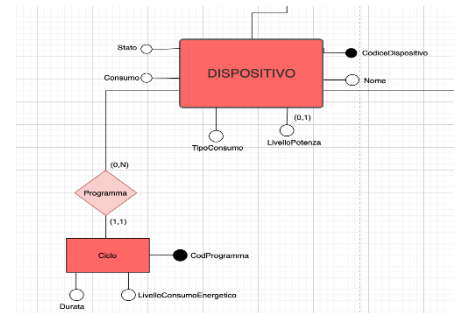 Stato
CodiceDispositivo
DISPOSITIVO
Consumo
Nome
(0,1)
TipoConsumo
LivelloPotenza
(0,N)
Programma
(1,1)
Ciclo
CodProgramma
LivelloConsumoEnergetico
Durata